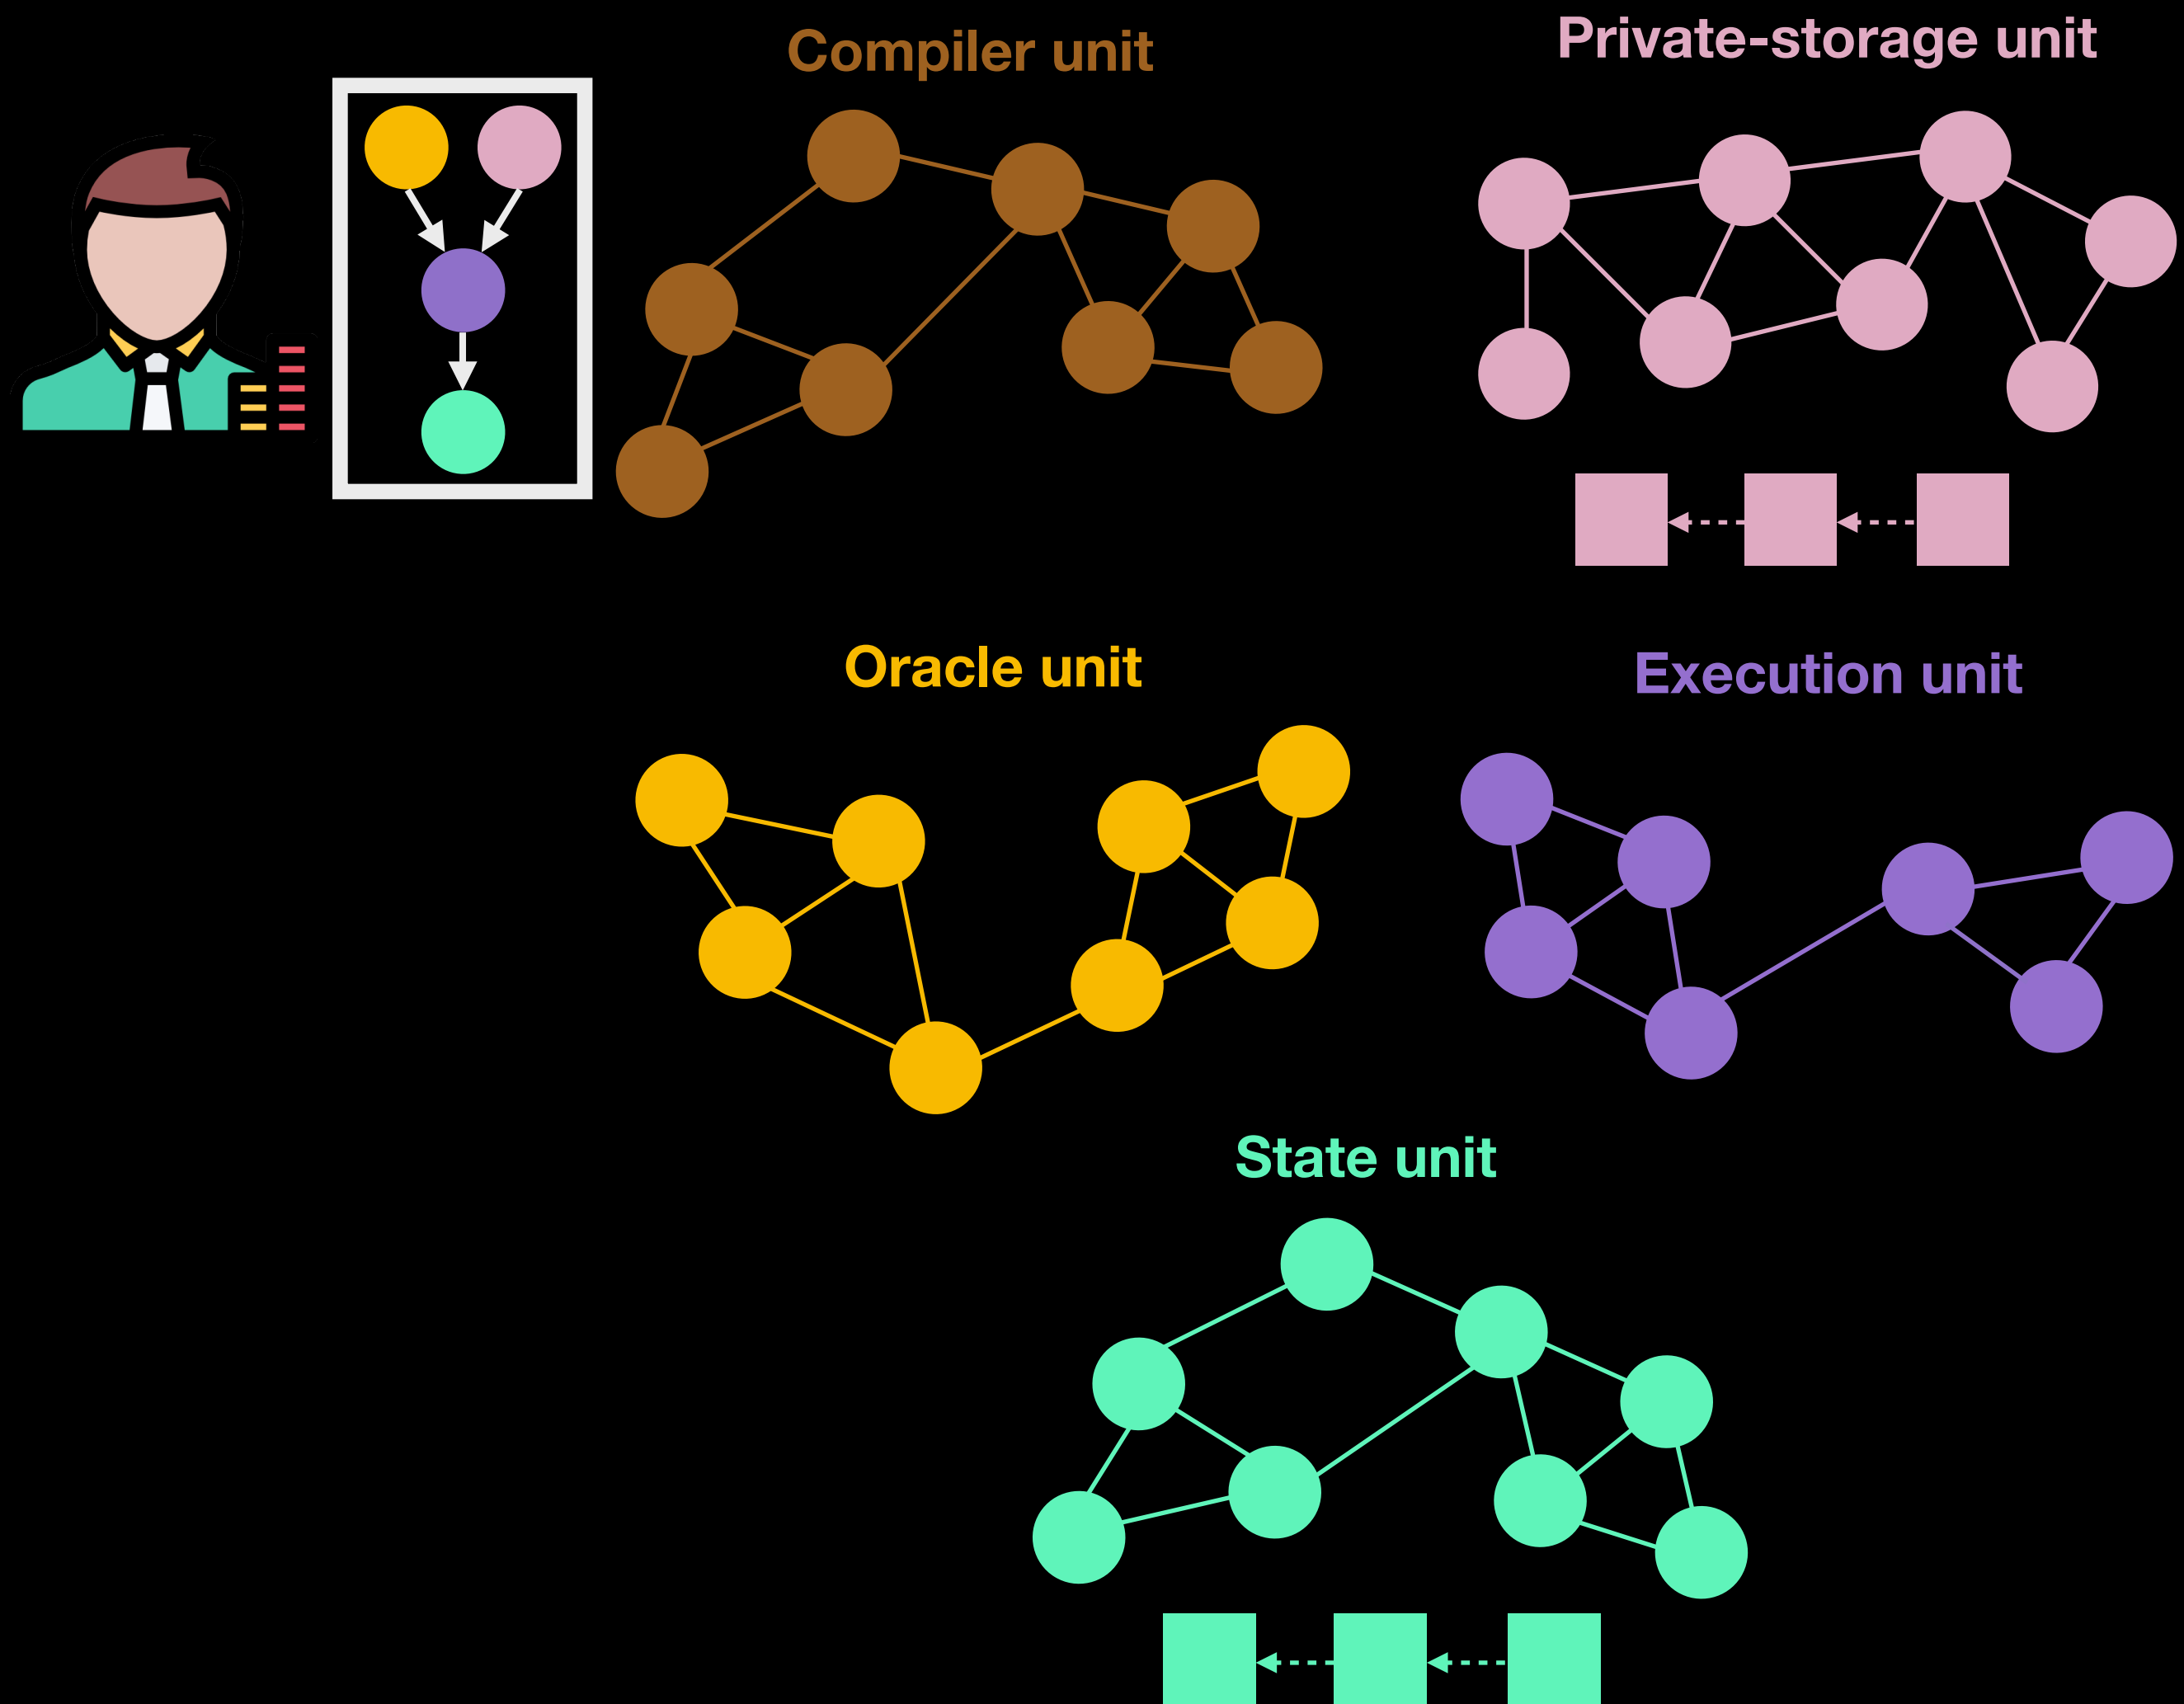 Compiler unit
Private-storage unit
Oracle unit
Execution unit
State unit